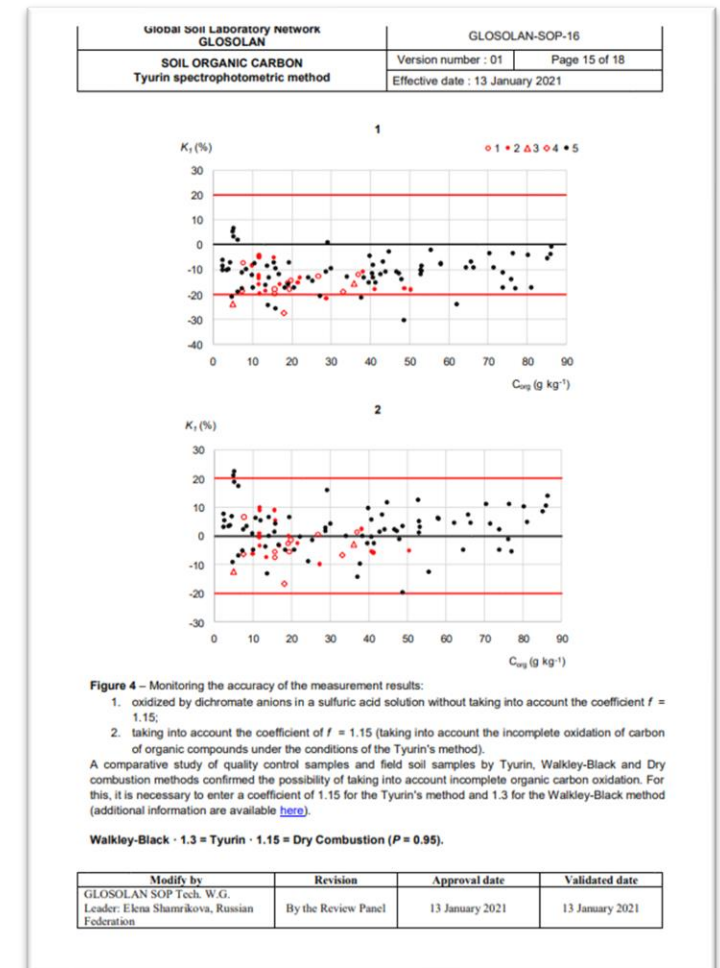 Global Soil Laboratory Network
GLOSOLAN
GLOSOLAN-SOP-16
SOIL ORGANIC CARBON
Tyurin spectrophotometric method
Version number : 01
Page 15 of 18
Effective date : 13 January 2021
1
K, (%)
1 2 3 4 5
30
20
10
0
-10
-20
-30
-40
0 10 20 30 40 50 60 70 80 90
Corg (g kg-1)
2
K, (%)
30
20
10
0
-10
-20
-30
0 10 20 30 40 50 60 70 80 90
Corg (g kg-1)
Figure 4 – Monitoring the accuracy of the measurement results:
1. oxidized by dichromate anions in a sulfuric acid solution without taking into account the coefficient f =
1.15;
2. taking into account the coefficient of f = 1.15 (taking into account the incomplete oxidation of carbon
of organic compounds under the conditions of the Tyurin's method).
A comparative study of quality control samples and field soil samples by Tyurin, Walkley-Black and Dry
combustion methods confirmed the possibility of taking into account incomplete organic carbon oxidation. For
this, it is necessary to enter a coefficient of 1.15 for the Tyurin's method and 1.3 for the Walkley-Black method
(additional information are available here).
Walkley-Black · 1.3 = Tyurin · 1.15 = Dry Combustion (P = 0.95).
Modify by Revision Approval date Validated date
GLOSOLAN SOP Tech. W.G.
Leader: Elena Shamrikova, Russian
Federation
By the Review Panel
13 January 2021
13 January 2021